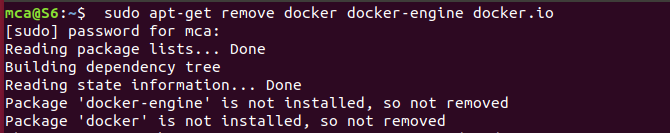 mca@S6:~$ sudo apt-get remove docker docker-engine docker.io
[sudo] password for mca:
Reading package lists... Done
Building dependency tree
Reading state information... Done
Package 'docker-engine' is not installed, so not removed
Package 'docker' is not installed, so not removed